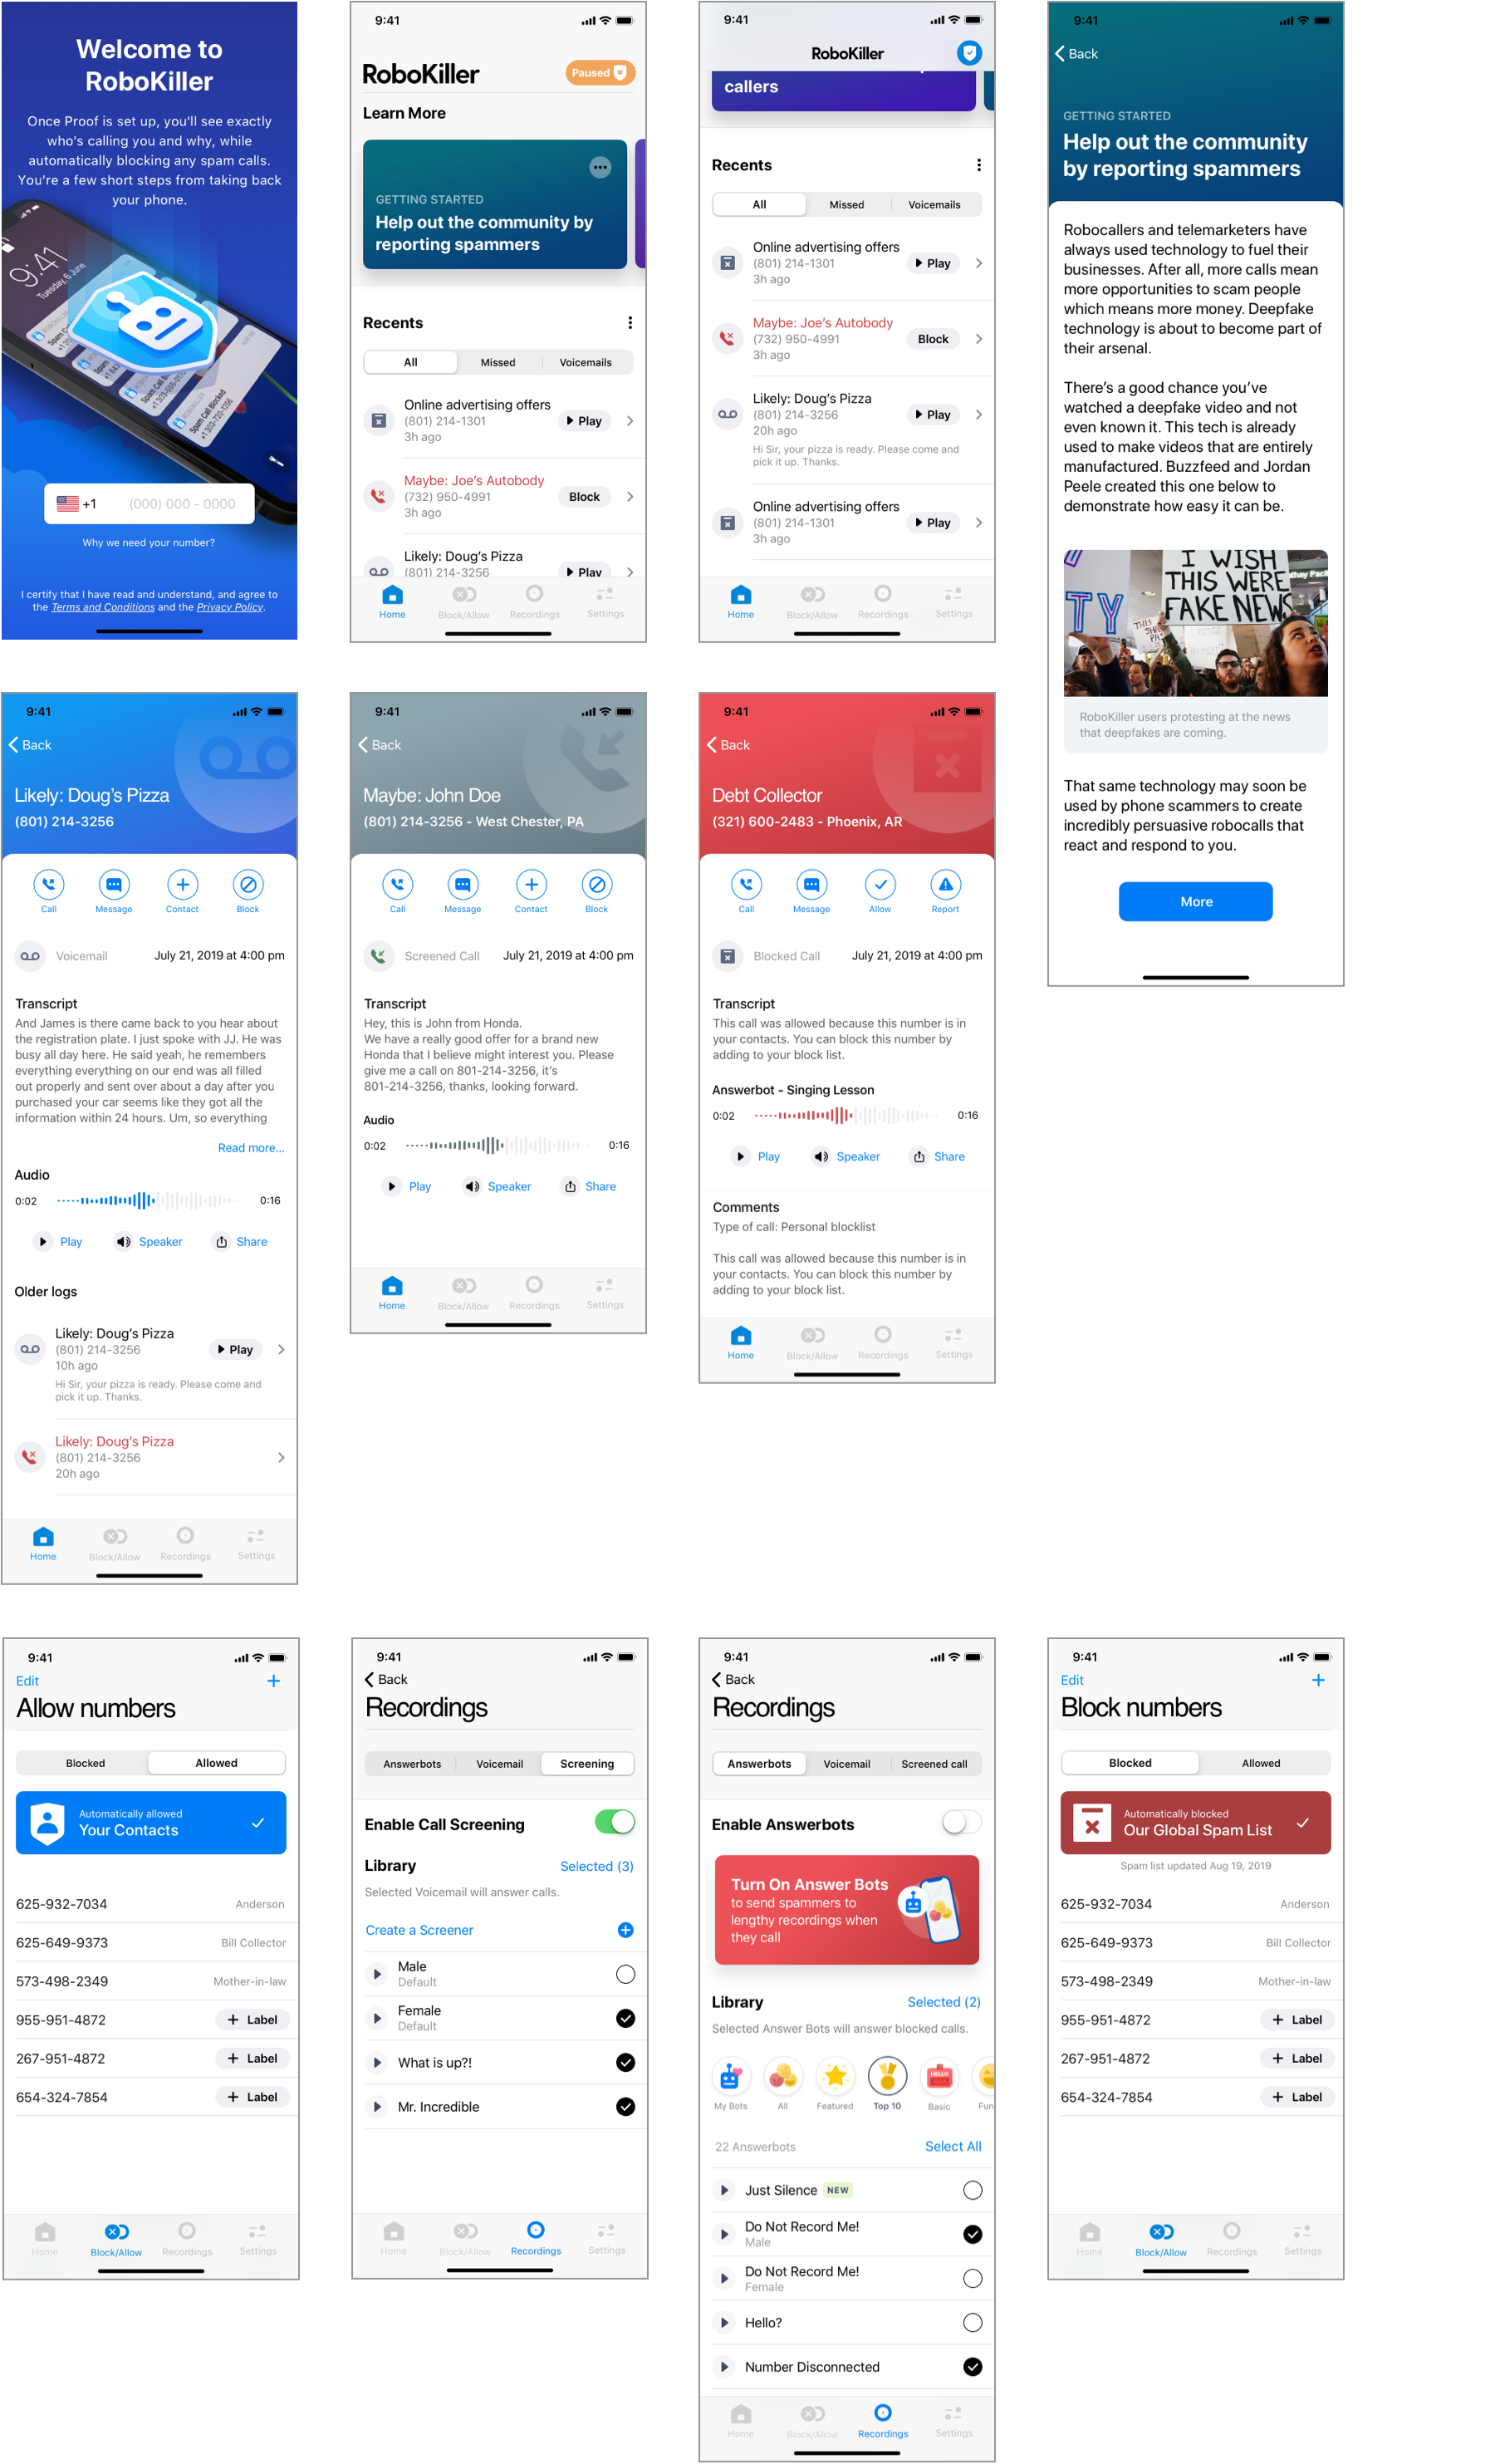 Welcome to
RoboKiller
Once Proof is set up, you'll see exactly
who's calling you and why, while
automatically blocking any spam calls.
You're a few short steps from taking back
your phone.
9:41
Tuesday, 6 June
Spam Call Blocked
+1 303-720-1256
+1
(000) 000 - 0000
Why we need your number?
I certify that I have read and understand, and agree to
the Terms and Conditions and the Privacy Policy.
9:41
RoboKiller
Paused
Learn More
GETTING STARTED
Help out the community by
reporting spammers
Recents
All
Missed
Voicemails
Online advertising offers
(801) 214-1301
3h ago
Play
Maybe: Joe's Autobody
(732) 950-4991
3h ago
Block
Likely: Doug's Pizza
(801) 214-3256
Play
Home
Block/Allow
Recordings
Settings
9:41
RoboKiller
callers
Recents
All
Missed
Voicemails
Online advertising offers
(801) 214-1301
3h ago
Play
Maybe: Joe's Autobody
(732) 950-4991
3h ago
Block
Likely: Doug's Pizza
(801) 214-3256
20h ago
Play
Hi Sir, your pizza is ready. Please come and
pick it up. Thanks.
Online advertising offers
(801) 214-1301
3h ago
Play
Home
Block/Allow
Recordings
Settings
9:41
Back
GETTING STARTED
Help out the community
by reporting spammers
Robocallers and telemarketers have
always used technology to fuel their
businesses. After all, more calls mean
more opportunities to scam people
which means more money. Deepfake
technology is about to become part of
their arsenal.
There's a good chance you've
watched a deepfake video and not
even known it. This tech is already
used to make videos that are entirely
manufactured. Buzzfeed and Jordan
Peele created this one below to
demonstrate how easy it can be.
I WISH
THIS WERE
FAKE NEWS
TY
THIS
RoboKiller users protesting at the news
that deepfakes are coming.
That same technology may soon be
used by phone scammers to create
incredibly persuasive robocalls that
react and respond to you.
More
9:41
Back
Likely: Doug's Pizza
(801) 214-3256
Call
Message
Contact
Block
Voicemail
July 21, 2019 at 4:00 pm
Transcript
And James is there came back to you hear about
the registration plate. I just spoke with JJ. He was
busy all day here. He said yeah, he remembers
everything everything on our end was all filled
out properly and sent over about a day after you
purchased your car seems like they got all the
information within 24 hours. Um, so everything
Read more...
Audio
0:02
0:16
Play
Speaker
Share
Older logs
Likely: Doug's Pizza
(801) 214-3256
10h ago
Play
Hi Sir, your pizza is ready. Please come and
pick it up. Thanks.
Likely: Doug's Pizza
(801) 214-3256
20h ago
Home
Block/Allow
Recordings
Settings
9:41
Back
Maybe: John Doe
(801) 214-3256 - West Chester, PA
Call
Message
Contact
Block
Screened Call
July 21, 2019 at 4:00 pm
Transcript
Hey, this is John from Honda.
We have a really good offer for a brand new
Honda that I believe might interest you. Please
give me a call on 801-214-3256, it's
801-214-3256, thanks, looking forward.
Audio
0:02
0:16
Play
Speaker
Share
Home
Block/Allow
Recordings
Settings
9:41
Back
Debt Collector
(321) 600-2483 - Phoenix, AR
Call
Message
Allow
Report
Blocked Call
July 21, 2019 at 4:00 pm
Transcript
This call was allowed because this number is in
your contacts. You can block this number by
adding to your block list.
Answerbot - Singing Lesson
0:02
0:16
Play
Speaker
Share
Comments
Type of call: Personal blocklist
This call was allowed because this number is in
your contacts. You can block this number by
adding to your block list.
Home
Block/Allow
Recordings
Settings
9:41
Edit
+
Allow numbers
Blocked
Allowed
Automatically allowed
Your Contacts
625-932-7034
Anderson
625-649-9373
Bill Collector
573-498-2349
Mother-in-law
955-951-4872
+ Label
267-951-4872
+ Label
654-324-7854
+ Label
Home
Block/Allow
Recordings
Settings
9:41
Back
Recordings
Answerbots
Voicemail
Screening
Enable Call Screening
Library
Selected (3)
Selected Voicemail will answer calls.
Create a Screener
Male
Default
Female
Default
What is up?!
Mr. Incredible
Home
Block/Allow
Recordings
Settings
9:41
Back
Recordings
Answerbots
Voicemail
Screened call
Enable Answerbots
Turn On Answer Bots
to send spammers to
lengthy recordings when
they call
Library
Selected (2)
Selected Answer Bots will answer blocked calls.
HELLO
My Bots
All
Featured
Top 10
Basic
Fun
22 Answerbots
Select All
Just Silence NEW
Do Not Record Me!
Male
Do Not Record Me!
Female
Hello?
Number Disconnected
Home
Block/Allow
Recordings
Settings
9:41
Edit
+
Block numbers
Blocked
Allowed
Automatically blocked
Our Global Spam List
Spam list updated Aug 19, 2019
625-932-7034
Anderson
625-649-9373
Bill Collector
573-498-2349
Mother-in-law
955-951-4872
+ Label
267-951-4872
+ Label
654-324-7854
+ Label
Home
Block/Allow
Recordings
Settings